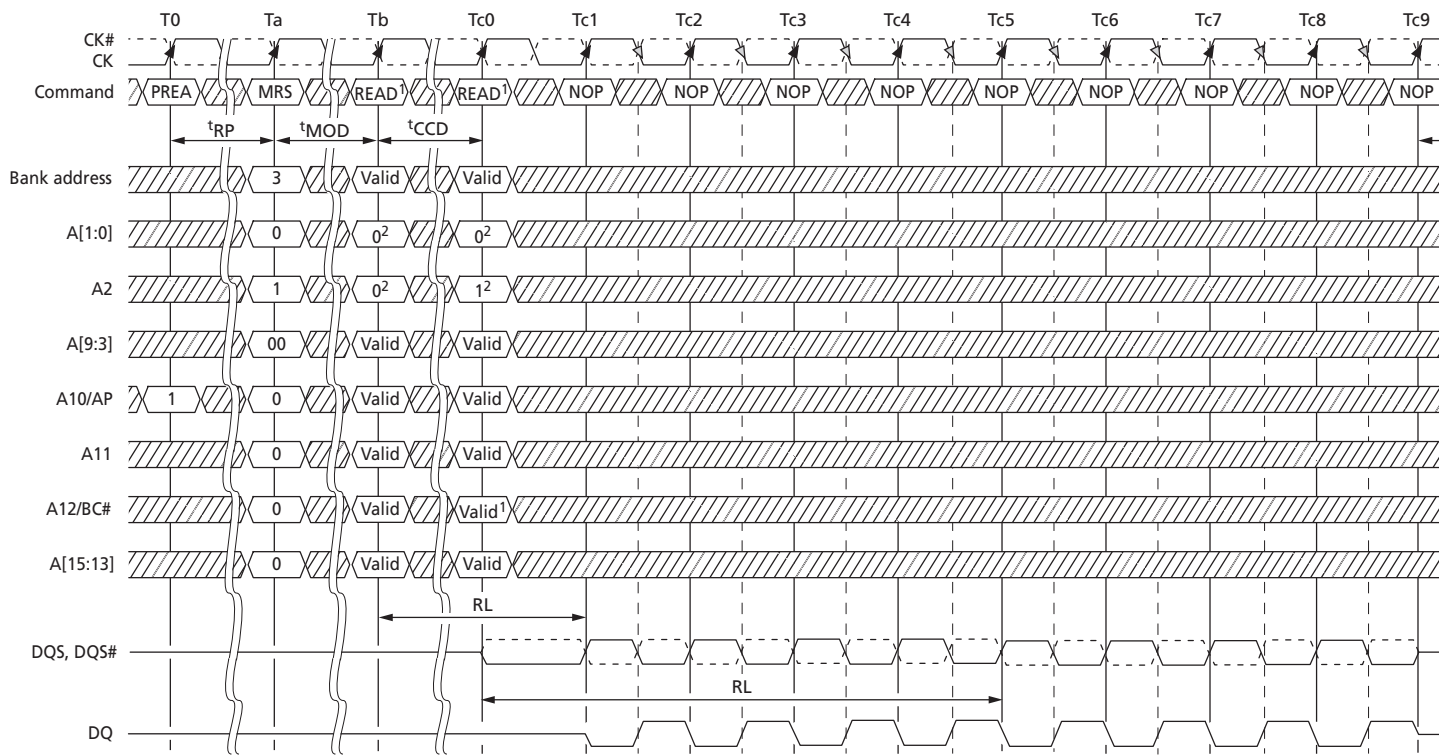 T0 Ta Tb Tc0 Tc1 Tc2 Tc3 Tc4 Tc5 Tc6 Tc7 Tc8 Tc9
CK#
CK
Command PREA MRS READ1 READ1 NOP NOP NOP NOP NOP NOP NOP NOP NOP
tRP tMOD tCCD
Bank address 3 Valid Valid
A[1:0] 0 02 02
A2 1 02 12
A[9:3] 00 Valid Valid
A10/AP 1 0 Valid Valid
A11 0 Valid Valid
A12/BC# 0 Valid Valid1
A[15:13] 0 Valid Valid
RL
DQS, DQS#
RL
DQ